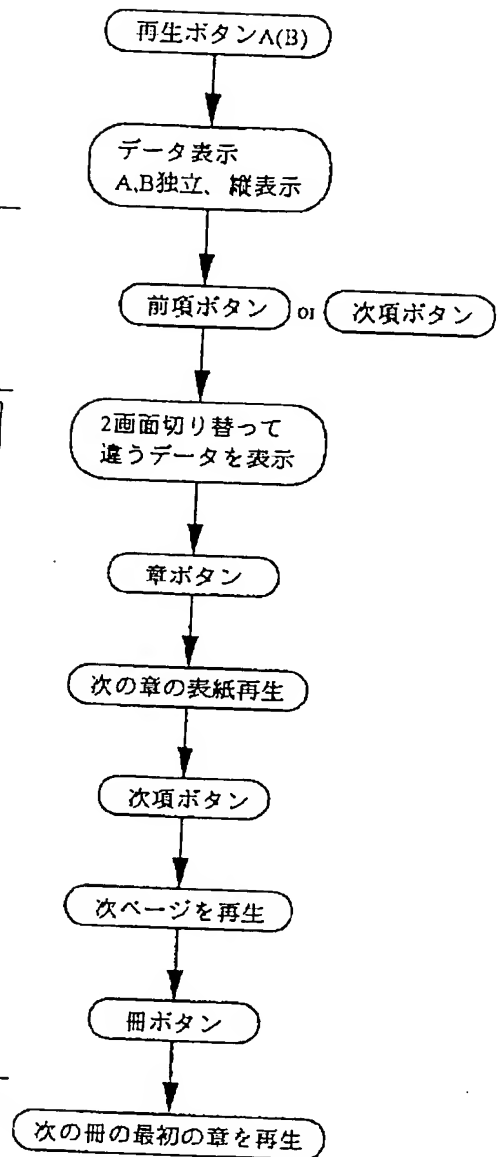 再生ボタンA(B)
データ表示
A,B独立、縦表示
前項ボタン or 次項ボタン
2画面切り替って
違うデータを表示
章ボタン
次の章の表紙再生
次項ボタン
次ページを再生
冊ボタン
次の冊の最初の章を再生